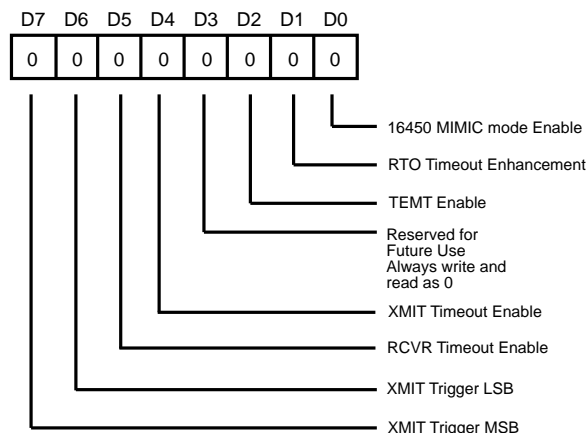 D7 D6 D5 D4 D3 D2 D1 D0
0 0 0 0 0 0 0 0
16450 MIMIC mode Enable
RTO Timeout Enhancement
TEMT Enable
Reserved for
Future Use
Always write and
read as 0
XMIT Timeout Enable
RCVR Timeout Enable
XMIT Trigger LSB
XMIT Trigger MSB